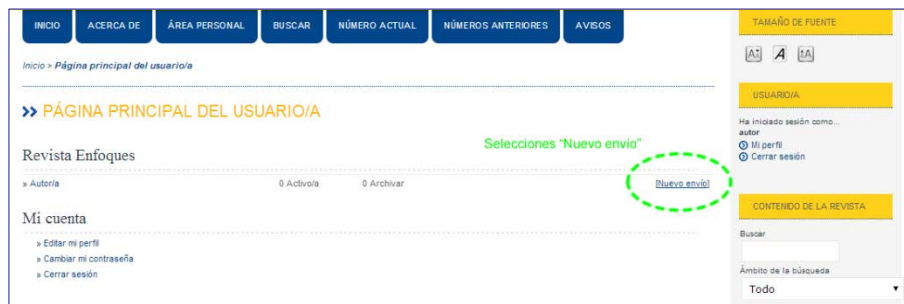 INICIO ACERCA DE ÁREA PERSONAL BUSCAR NÚMERO ACTUAL NÚMEROS ANTERIORES AVISOS
Inicio > Página principal del usuario/a
>> PÁGINA PRINCIPAL DEL USUARIO/A
Selecciones "Nuevo envío"
Revista Enfoques
» Autor/a 0 Activo/a 0 Archivar [Nuevo envío]
Mi cuenta
» Editar mi perfil
» Cambiar mi contraseña
» Cerrar sesión
TAMAÑO DE FUENTE
A A A
USUARIO/A
Ha iniciado sesión como...
autor
Mi perfil
Cerrar sesión
CONTENIDO DE LA REVISTA
Buscar
Ámbito de la búsqueda
Todo